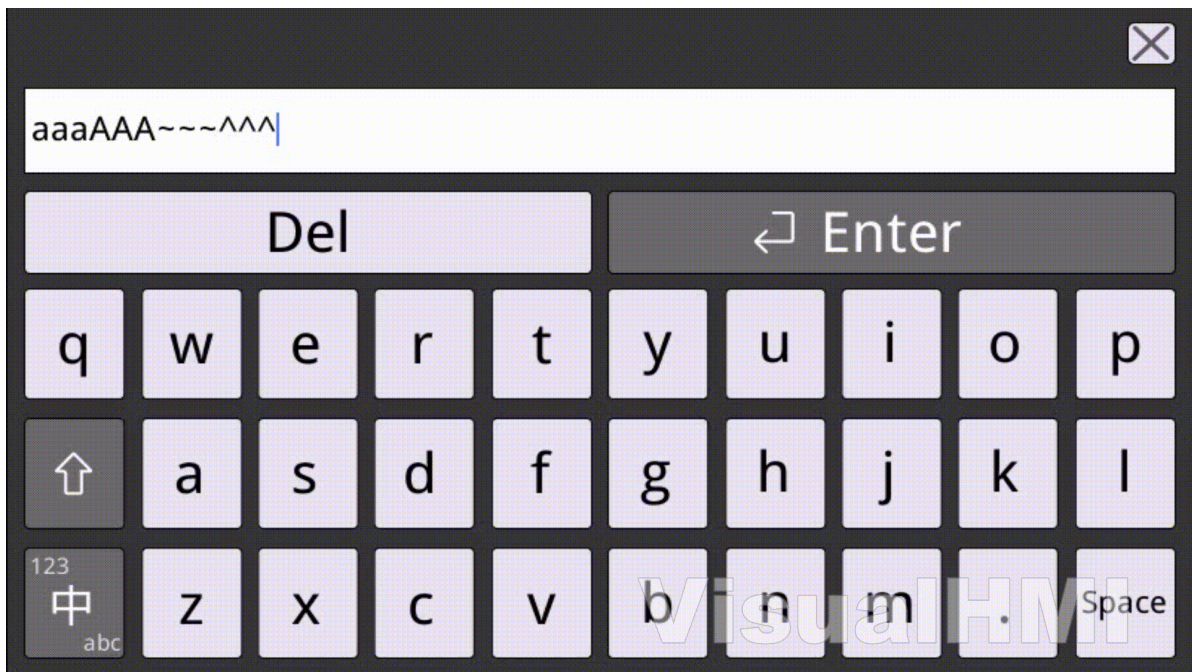 aaaAAA~~~^^^
Del Enter
q w e r t y u i o p
a s d f g h j k l
123
中
abc
z x c v b n m . Space
VisualHMI